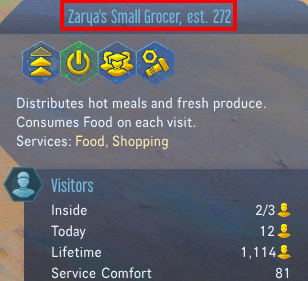 Zarya's Small Grocer, est. 272
Distributes hot meals and fresh produce.
Consumes Food on each visit.
Services: Food, Shopping
Visitors
Inside 2/3
Today 12
Lifetime 1,114
Service Comfort 81